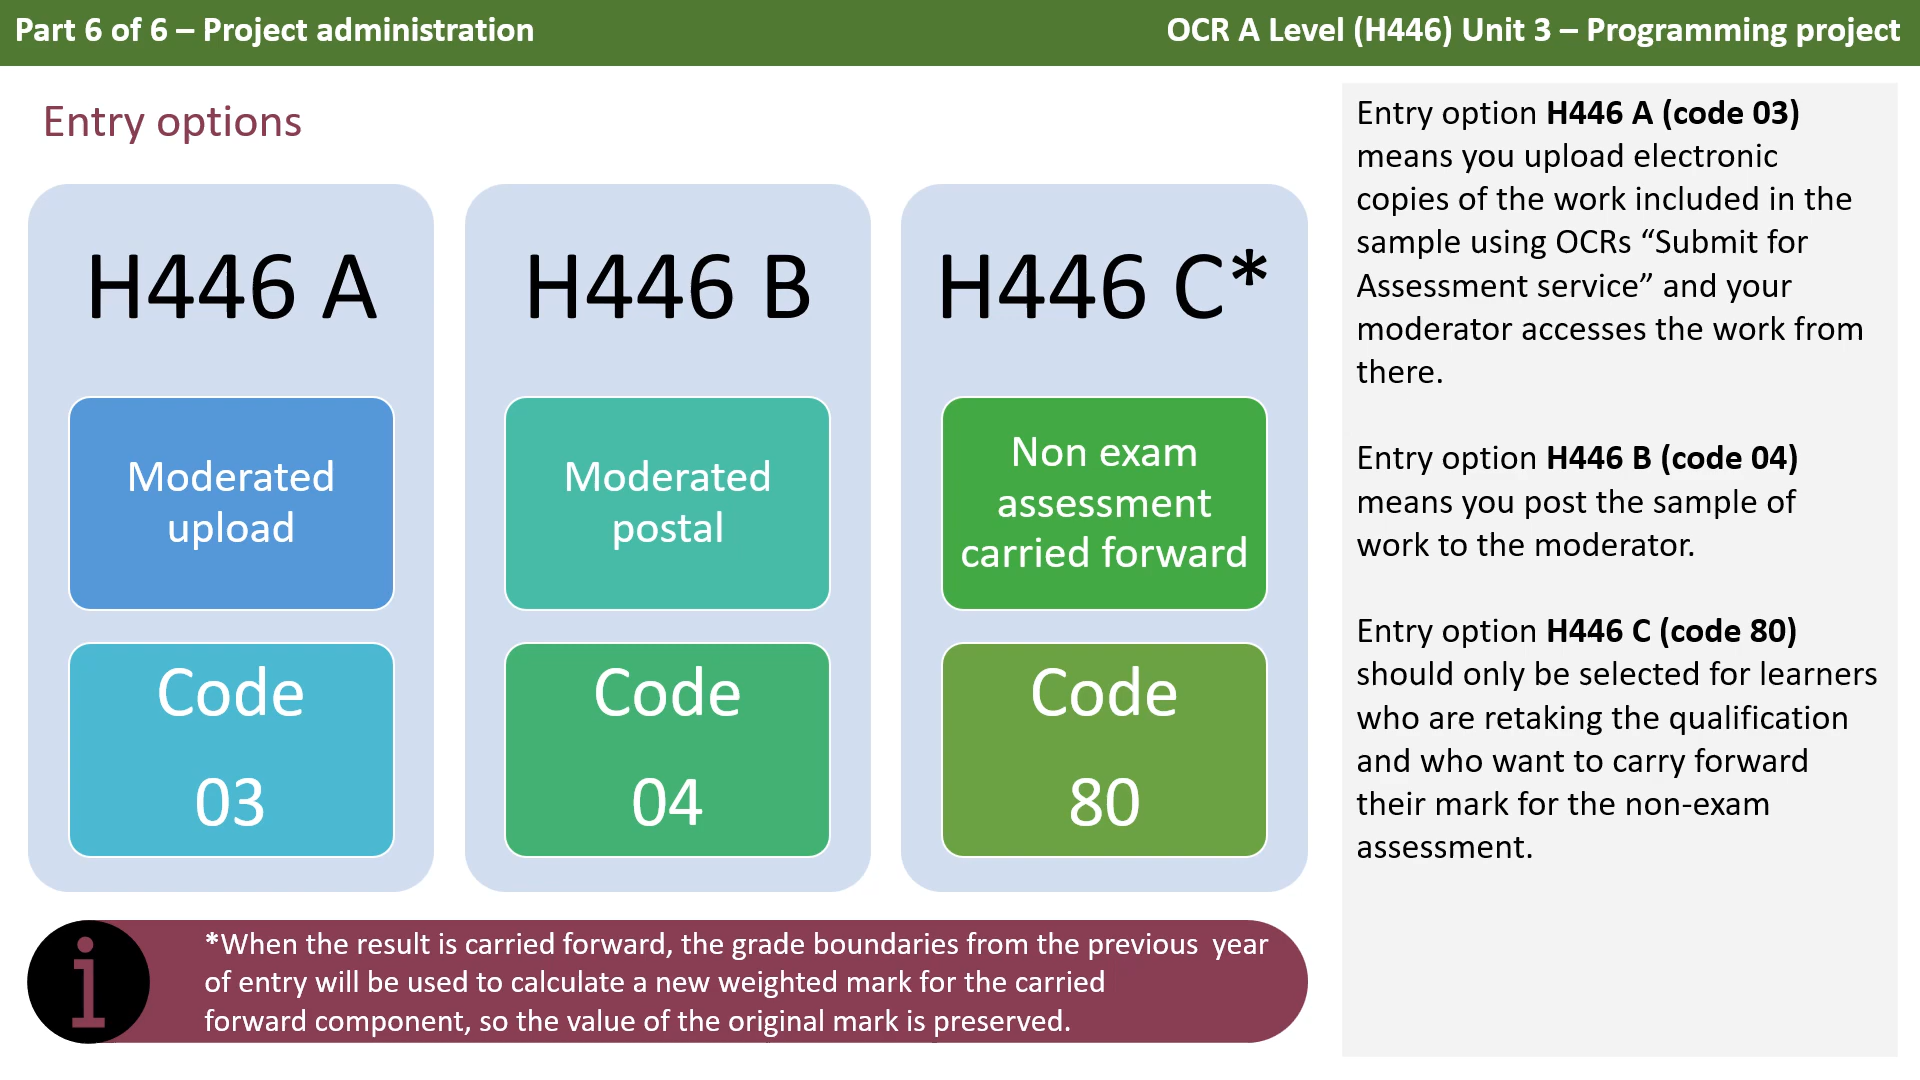 Part 6 of 6 – Project administration
OCR A Level (H446) Unit 3 – Programming project
Entry options
H446 A
Moderated
upload
Code
03
H446 B
Moderated
postal
Code
04
H446 C*
Non exam
assessment
carried forward
Code
80
*When the result is carried forward, the grade boundaries from the previous  year
of entry will be used to calculate a new weighted mark for the carried
forward component, so the value of the original mark is preserved.
Entry option H446 A (code 03)
means you upload electronic
copies of the work included in the
sample using OCRs “Submit for
Assessment service” and your
moderator accesses the work from
there.
Entry option H446 B (code 04)
means you post the sample of
work to the moderator.
Entry option H446 C (code 80)
should only be selected for learners
who are retaking the qualification
and who want to carry forward
their mark for the non-exam
assessment.